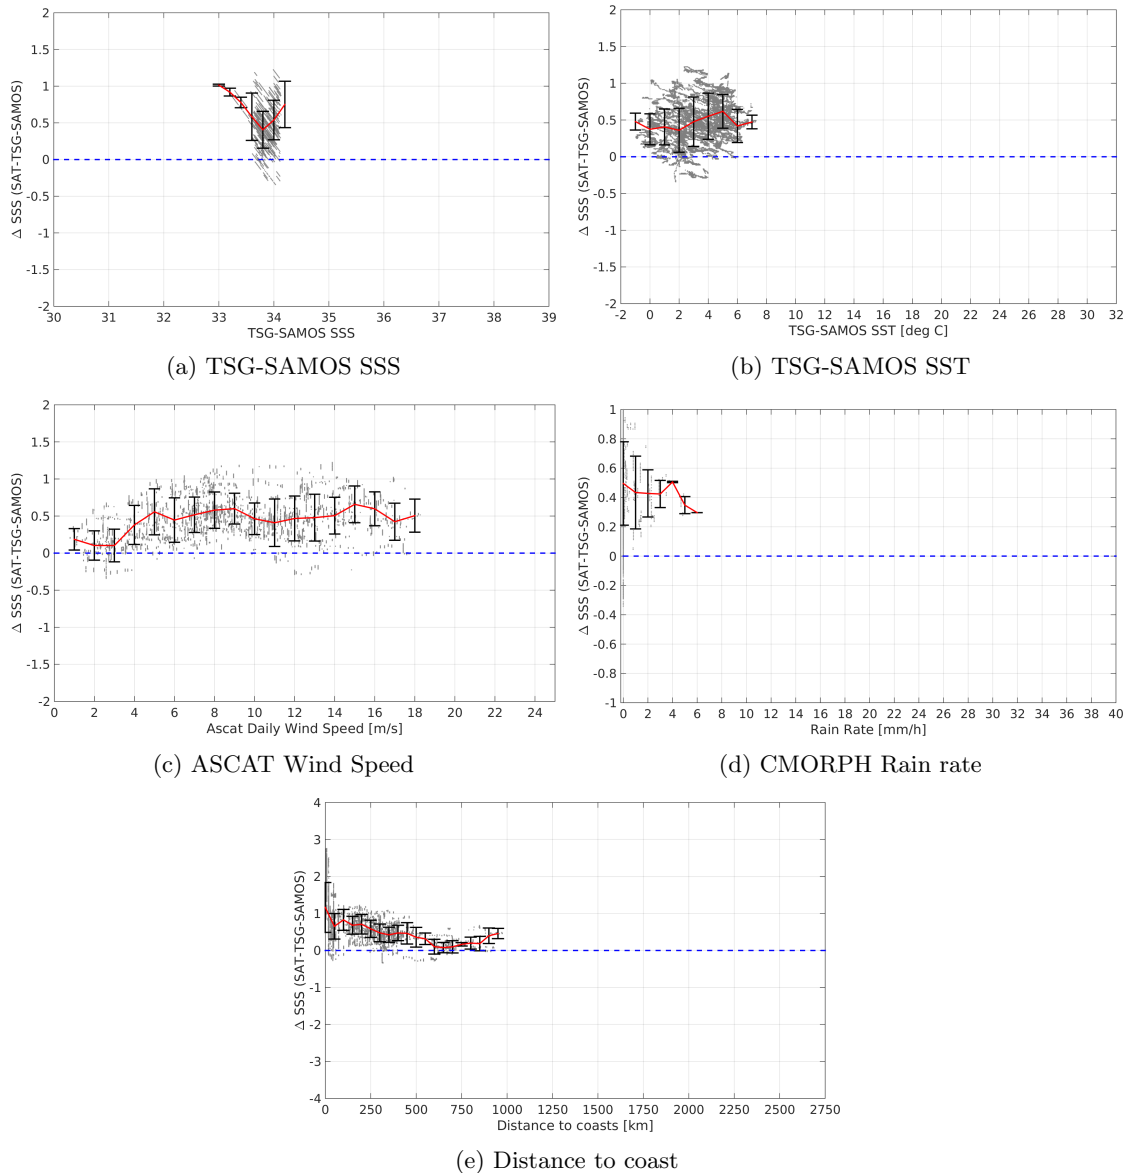 2
1.5
1
0.5
0
-0.5
-1
-1.5
-2
Δ SSS (SAT-TSG-SAMOS)
30 31 32 33 34 35 36 37 38 39
TSG-SAMOS SSS
(a) TSG-SAMOS SSS
2
1.5
1
0.5
0
-0.5
-1
-1.5
-2
Δ SSS (SAT-TSG-SAMOS)
-2 0 2 4 6 8 10 12 14 16 18 20 22 24 26 28 30 32
TSG-SAMOS SST [deg C]
(b) TSG-SAMOS SST
2
1.5
1
0.5
0
-0.5
-1
-1.5
-2
Δ SSS (SAT-TSG-SAMOS)
0 2 4 6 8 10 12 14 16 18 20 22 24
Ascat Daily Wind Speed [m/s]
(c) ASCAT Wind Speed
1
0.8
0.6
0.4
0.2
0
-0.2
-0.4
-0.6
-0.8
-1
Δ SSS (SAT-TSG-SAMOS)
0 2 4 6 8 10 12 14 16 18 20 22 24 26 28 30 32 34 36 38 40
Rain Rate [mm/h]
(d) CMORPH Rain rate
4
3
2
1
0
-1
-2
-3
-4
Δ SSS (SAT-TSG-SAMOS)
0 250 500 750 1000 1250 1500 1750 2000 2250 2500 2750
Distance to coasts [km]
(e) Distance to coast